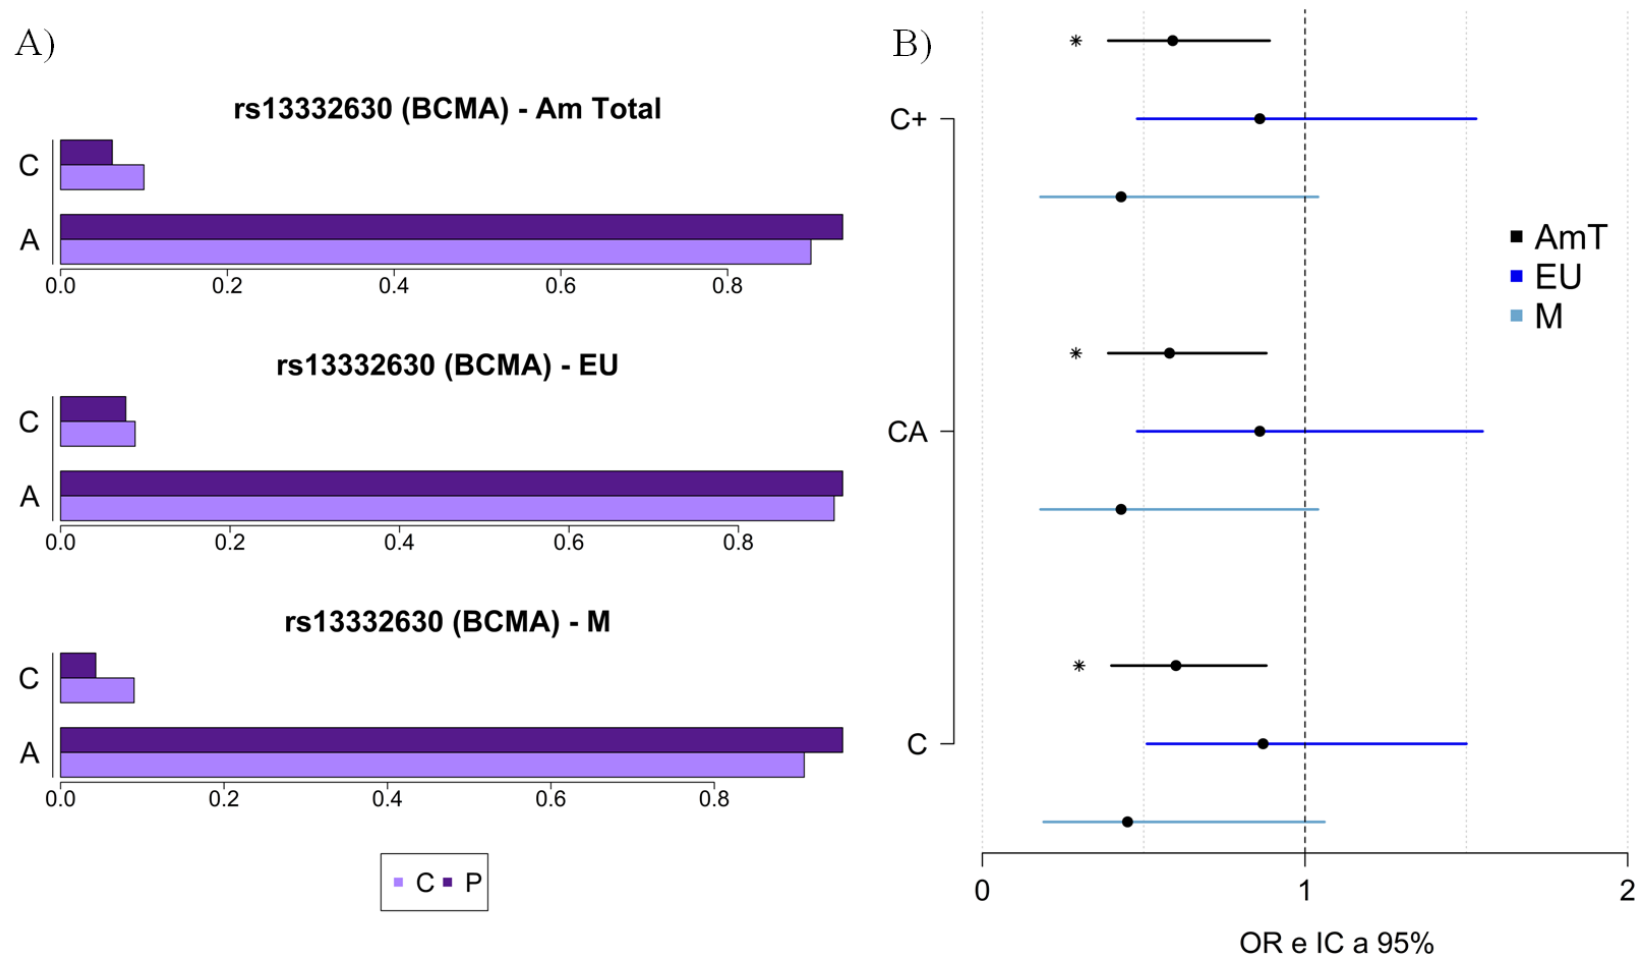 A)
rs13332630 (BCMA) - Am Total
C
A
0.0 0.2 0.4 0.6 0.8
rs13332630 (BCMA) - EU
C
A
0.0 0.2 0.4 0.6 0.8
rs13332630 (BCMA) - M
C
A
0.0 0.2 0.4 0.6 0.8
C P
B)
*
C+
*
CA
*
C
AmT
EU
M
0 1 2
OR e IC a 95%